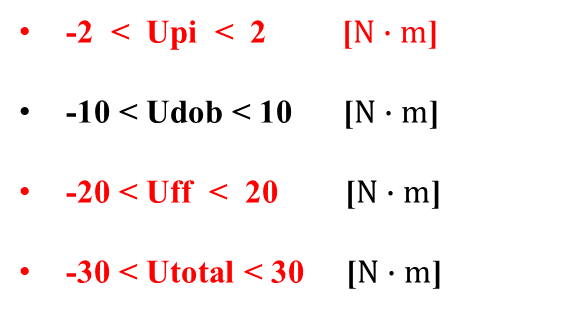 • -2 < Upi < 2 [N · m]
• -10 < Udob < 10 [N · m]
• -20 < Uff < 20 [N · m]
• -30 < Utotal < 30 [N · m]